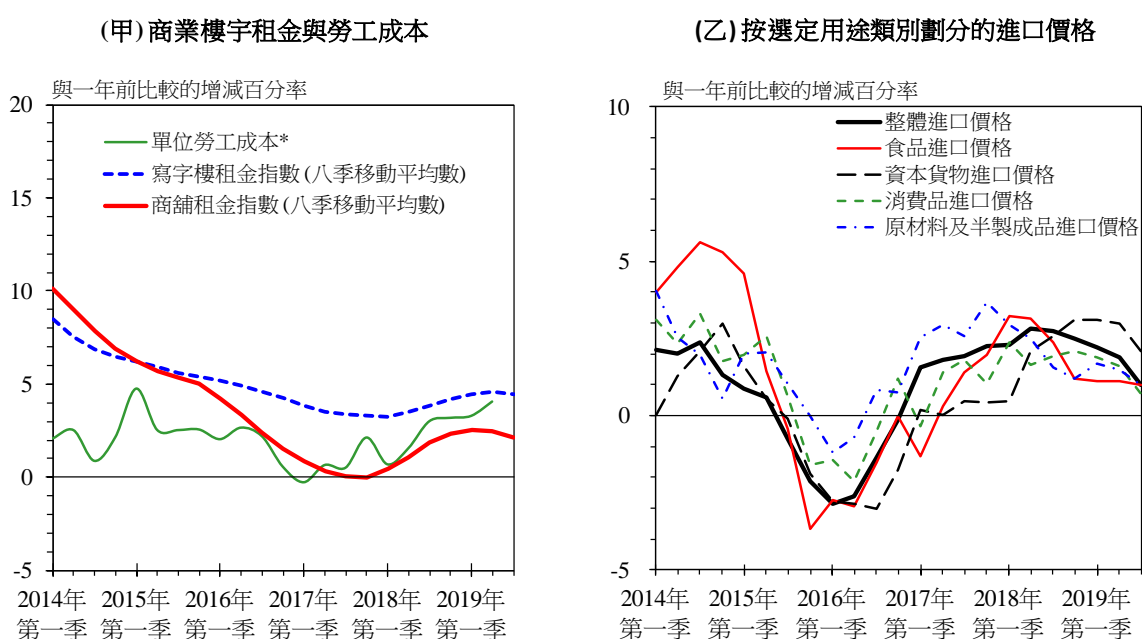 (甲) 商業樓宇租金與勞工成本
與一年前比較的增減百分率
20
15
10
5
0
-5
單位勞工成本*
寫字樓租金指數 (八季移動平均數)
商舖租金指數 (八季移動平均數)
2014年 2015年 2016年 2017年 2018年 2019年
第一季 第一季 第一季 第一季 第一季 第一季
(乙) 按選定用途類別劃分的進口價格
與一年前比較的增減百分率
10
5
0
-5
整體進口價格
食品進口價格
資本貨物進口價格
消費品進口價格
原材料及半製成品進口價格
2014年 2015年 2016年 2017年 2018年 2019年
第一季 第一季 第一季 第一季 第一季 第一季